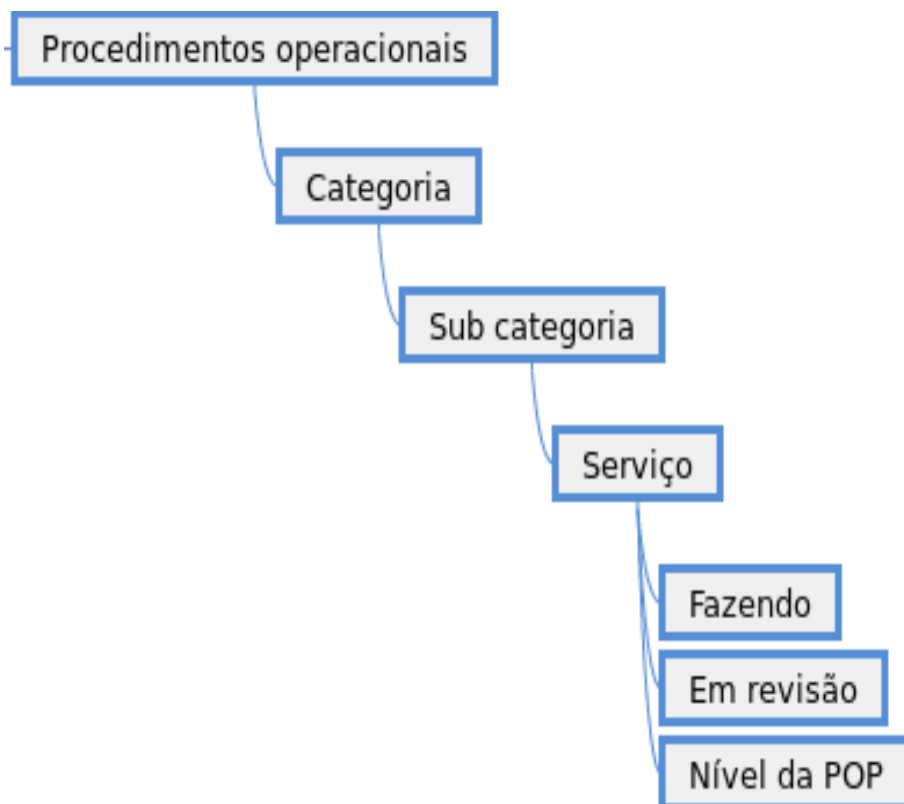 Procedimentos operacionais
Categoria
Sub categoria
Serviço
Fazendo
Em revisão
Nível da POP